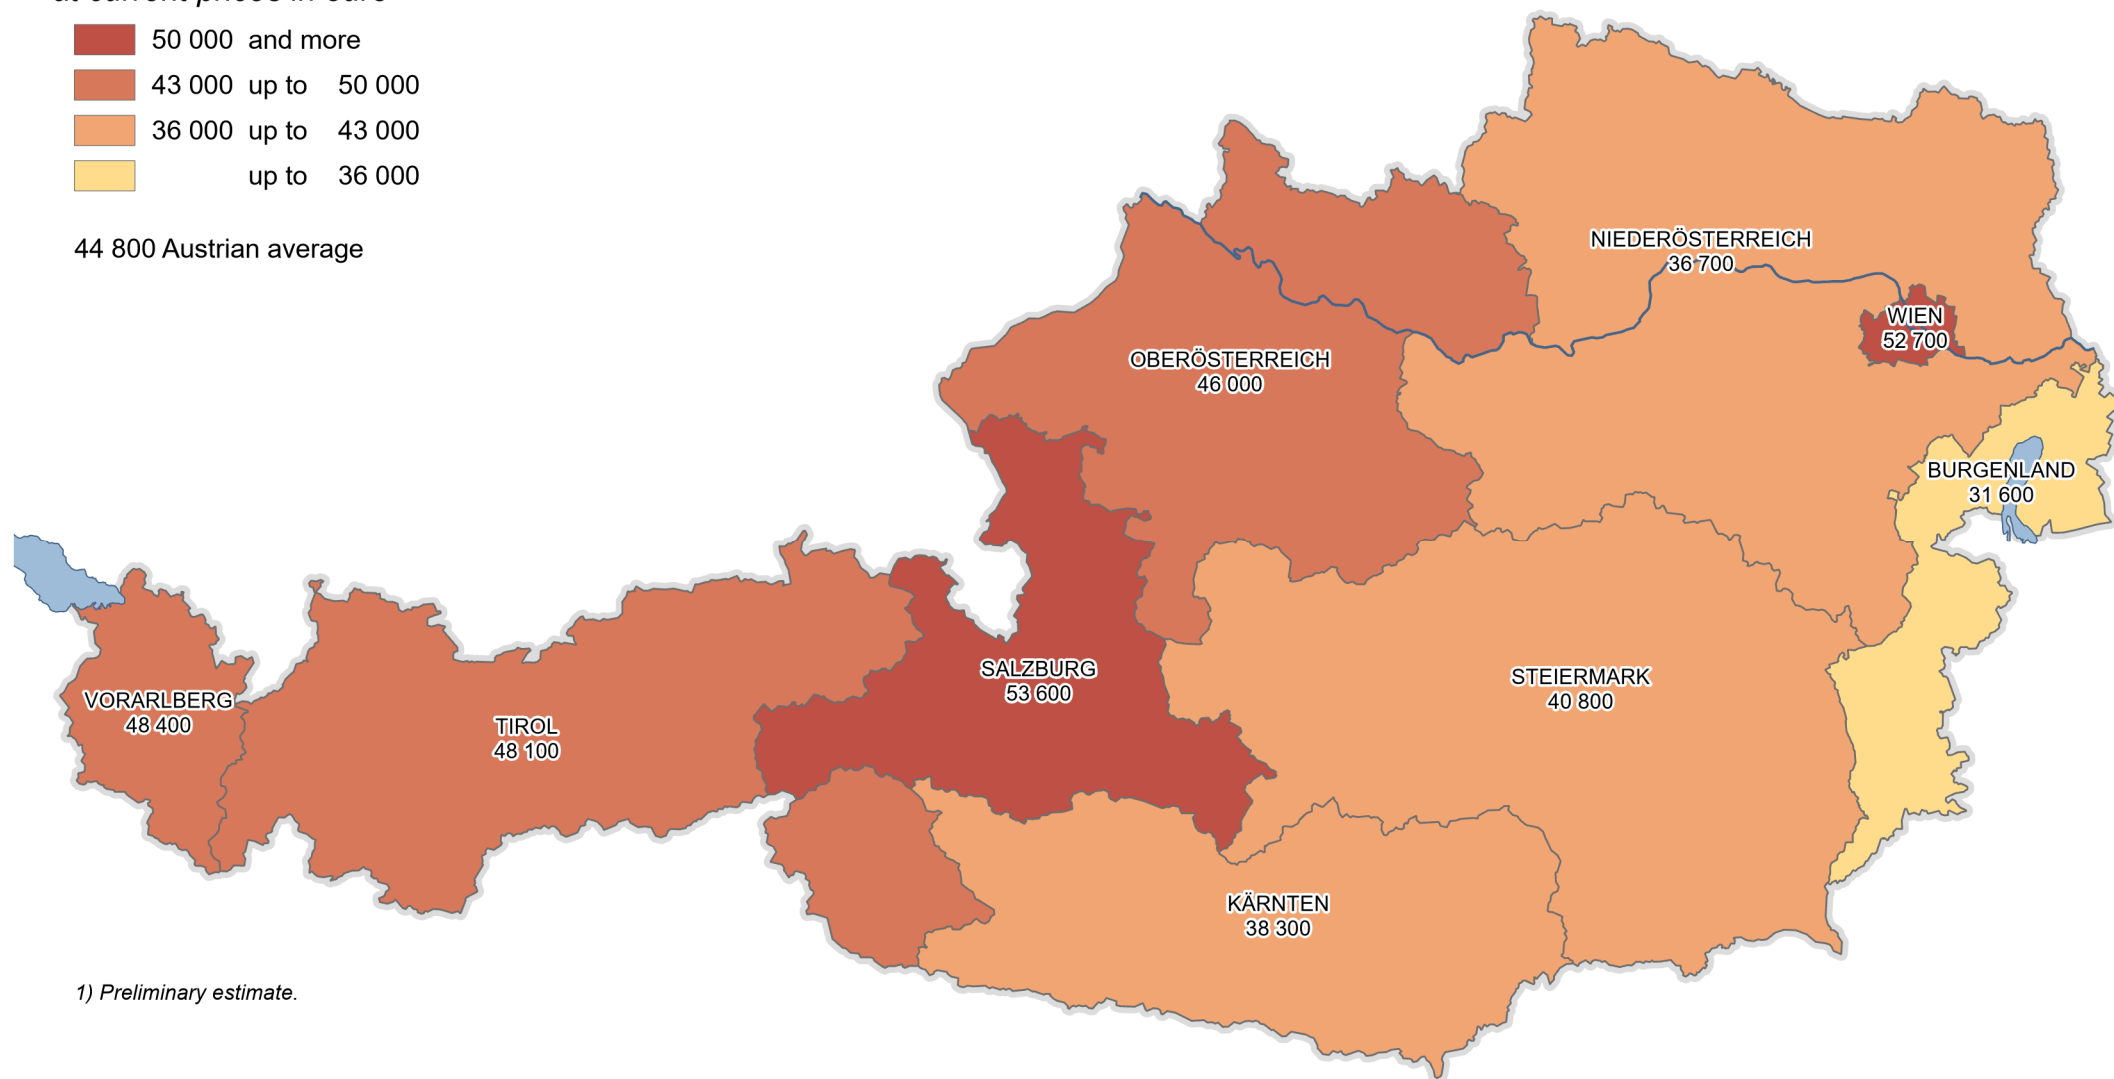 50 000 and more
43 000 up to 50 000
36 000 up to 43 000
up to 36 000
44 800 Austrian average
NIEDERÖSTERREICH
36 700
WIEN
52 700
OBERÖSTERREICH
46 000
BURGENLAND
31 600
SALZBURG
53 600
STEIERMARK
40 800
VORARLBERG
48 400
TIROL
48 100
KÄRNTEN
38 300
1) Preliminary estimate.